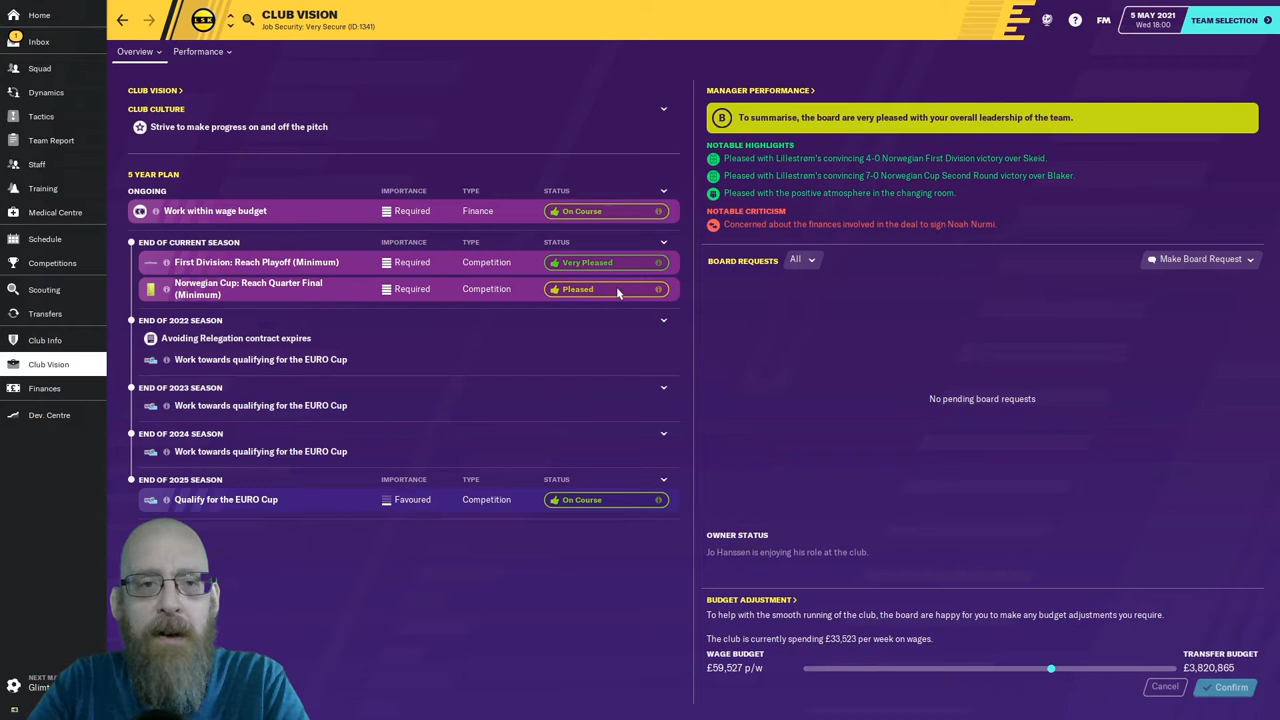 CLUB VISION
Job Security: Very Secure (ID:1341)
LSK
FM
5 MAY 2021
Wed 18:00
TEAM SELECTION
Home
1
Inbox
Squad
Dynamics
Tactics
Team Report
Staff
Training
Medical Centre
Schedule
Competitions
Scouting
Transfers
Club Info
Club Vision
Finances
Dev. Centre
NEXT MA
Glimt
Overview
Performance
CLUB VISION >
CLUB CULTURE
Strive to make progress on and off the pitch
5 YEAR PLAN
ONGOING IMPORTANCE TYPE STATUS
Work within wage budget Required Finance On Course
END OF CURRENT SEASON IMPORTANCE TYPE STATUS
First Division: Reach Playoff (Minimum) Required Competition Very Pleased
Norwegian Cup: Reach Quarter Final
(Minimum) Required Competition Pleased
END OF 2022 SEASON
Avoiding Relegation contract expires
Work towards qualifying for the EURO Cup
END OF 2023 SEASON
Work towards qualifying for the EURO Cup
END OF 2024 SEASON
Work towards qualifying for the EURO Cup
END OF 2025 SEASON IMPORTANCE TYPE STATUS
Qualify for the EURO Cup Favoured Competition On Course
MANAGER PERFORMANCE >
B To summarise, the board are very pleased with your overall leadership of the team.
NOTABLE HIGHLIGHTS
Pleased with Lillestrøm's convincing 4-0 Norwegian First Division victory over Skeid.
Pleased with Lillestrøm's convincing 7-0 Norwegian Cup Second Round victory over Blaker.
Pleased with the positive atmosphere in the changing room.
NOTABLE CRITICISM
Concerned about the finances involved in the deal to sign Noah Nurmi.
BOARD REQUESTS All Make Board Request
No pending board requests
OWNER STATUS
Jo Hanssen is enjoying his role at the club.
BUDGET ADJUSTMENT >
To help with the smooth running of the club, the board are happy for you to make any budget adjustments you require.
The club is currently spending £33,523 per week on wages.
WAGE BUDGET TRANSFER BUDGET
£59,527 p/w £3,820,865
Cancel Confirm